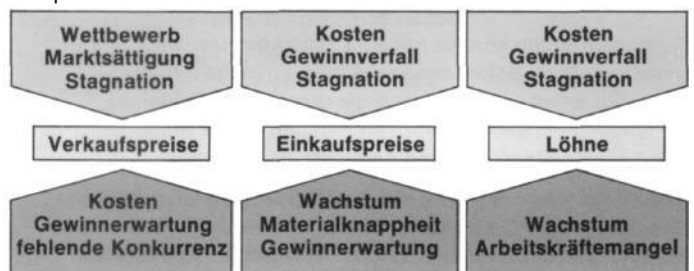 Wettbewerb
Marktsättigung
Stagnation
Kosten
Gewinnverfall
Stagnation
Kosten
Gewinnverfall
Stagnation
Verkaufspreise
Einkaufspreise
Löhne
Kosten
Gewinnerwartung
fehlende Konkurrenz
Wachstum
Materialknappheit
Gewinnerwartung
Wachstum
Arbeitskräftemangel